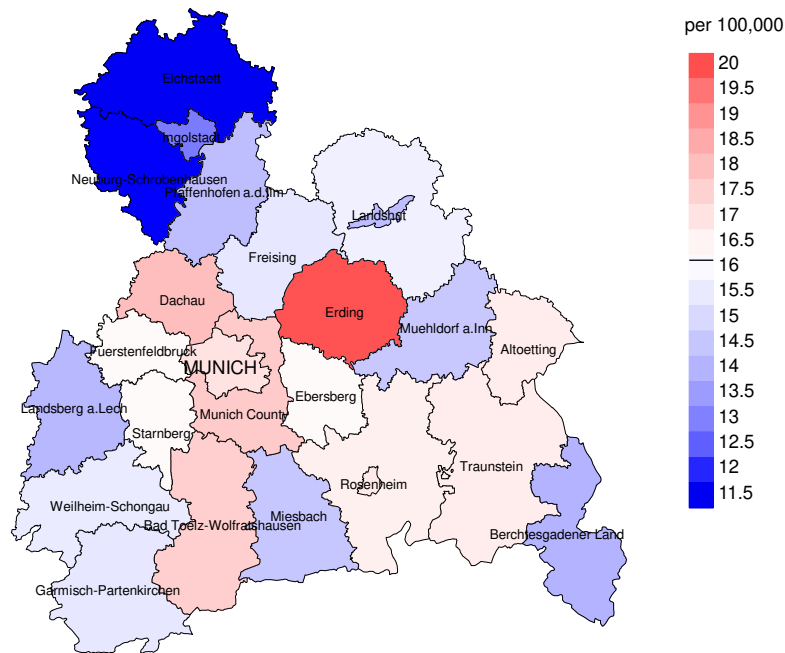 per 100,000
20
19.5
19
18.5
18
17.5
17
16.5
16
15.5
15
14.5
14
13.5
13
12.5
12
11.5
Eichstaett
Ingolstadt
Neuburg-Schrobenhausen
Pfaffenhofen a.d.Ilm
Landshut
Freising
Dachau
Erding
Muehldorf a.Inn
Altoetting
Fuerstenfeldbruck
MUNICH
Ebersberg
Landsberg a.Lech
Munich County
Starnberg
Traunstein
Rosenheim
Weilheim-Schongau
Miesbach
Bad Toelz-Wolfratshausen
Berchtesgadener Land
Garmisch-Partenkirchen